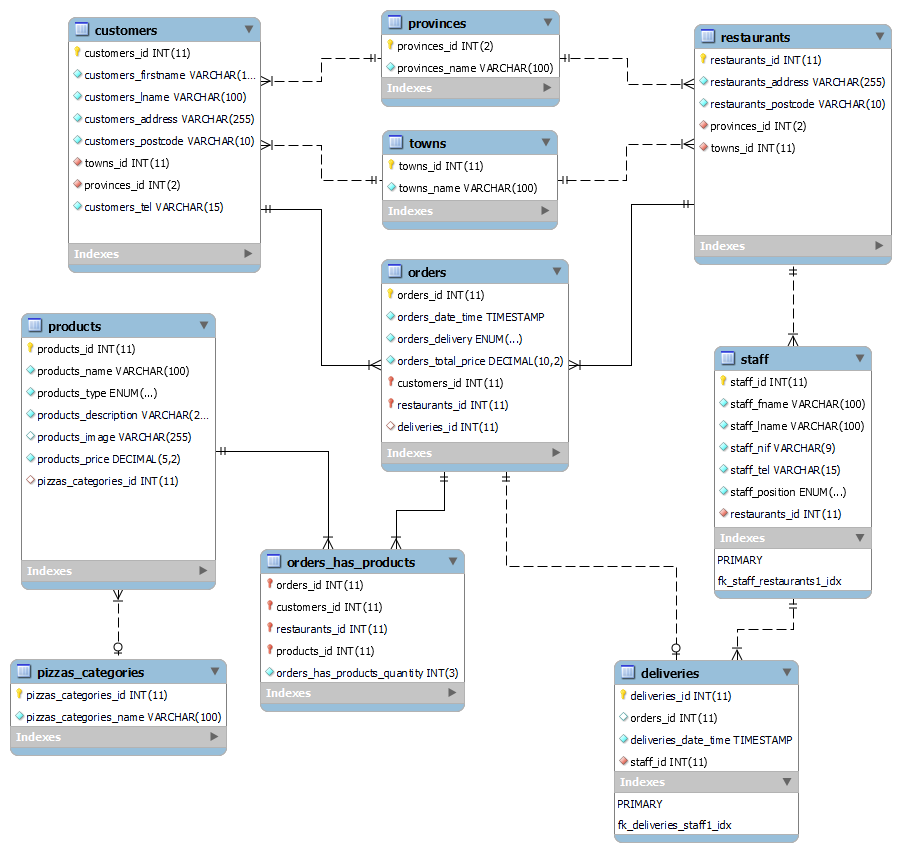 customers
customers_id INT(11)
customers_firstname VARCHAR(1...
customers_lname VARCHAR(100)
customers_address VARCHAR(255)
customers_postcode VARCHAR(10)
towns_id INT(11)
provinces_id INT(2)
customers_tel VARCHAR(15)
Indexes
provinces
provinces_id INT(2)
provinces_name VARCHAR(100)
Indexes
restaurants
restaurants_id INT(11)
restaurants_address VARCHAR(255)
restaurants_postcode VARCHAR(10)
provinces_id INT(2)
towns_id INT(11)
Indexes
towns
towns_id INT(11)
towns_name VARCHAR(100)
Indexes
orders
orders_id INT(11)
orders_date_time TIMESTAMP
orders_delivery ENUM(...)
orders_total_price DECIMAL(10,2)
customers_id INT(11)
restaurants_id INT(11)
deliveries_id INT(11)
Indexes
products
products_id INT(11)
products_name VARCHAR(100)
products_type ENUM(...)
products_description VARCHAR(2...
products_image VARCHAR(255)
products_price DECIMAL(5,2)
pizzas_categories_id INT(11)
Indexes
staff
staff_id INT(11)
staff_fname VARCHAR(100)
staff_lname VARCHAR(100)
staff_nif VARCHAR(9)
staff_tel VARCHAR(15)
staff_position ENUM(...)
restaurants_id INT(11)
Indexes
PRIMARY
fk_staff_restaurants1_idx
orders_has_products
orders_id INT(11)
customers_id INT(11)
restaurants_id INT(11)
products_id INT(11)
orders_has_products_quantity INT(3)
Indexes
pizzas_categories
pizzas_categories_id INT(11)
pizzas_categories_name VARCHAR(100)
Indexes
deliveries
deliveries_id INT(11)
orders_id INT(11)
deliveries_date_time TIMESTAMP
staff_id INT(11)
Indexes
PRIMARY
fk_deliveries_staff1_idx